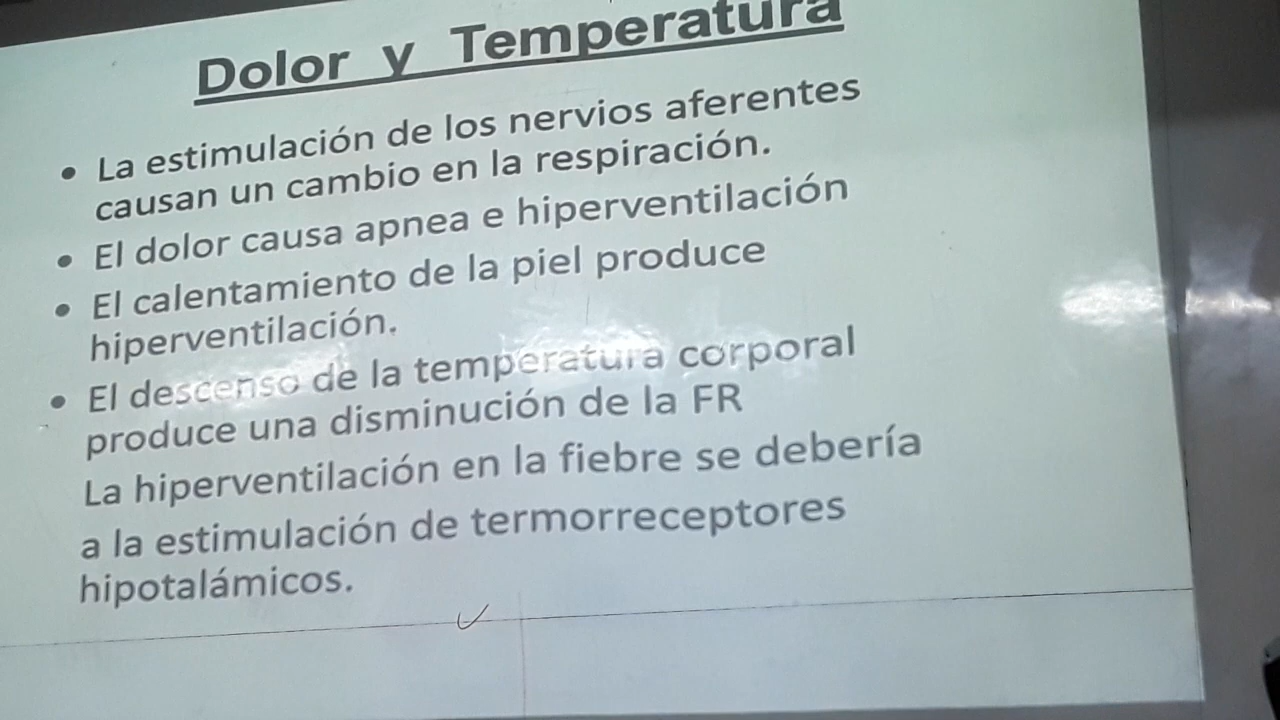 Dolor y Temperatura
• La estimulación de los nervios aferentes
causan un cambio en la respiración.
• El dolor causa apnea e hiperventilación
• El calentamiento de la piel produce
hiperventilación.
• El descenso de la temperatura corporal
produce una disminución de la FR
La hiperventilación en la fiebre se debería
a la estimulación de termorreceptores
hipotalámicos.